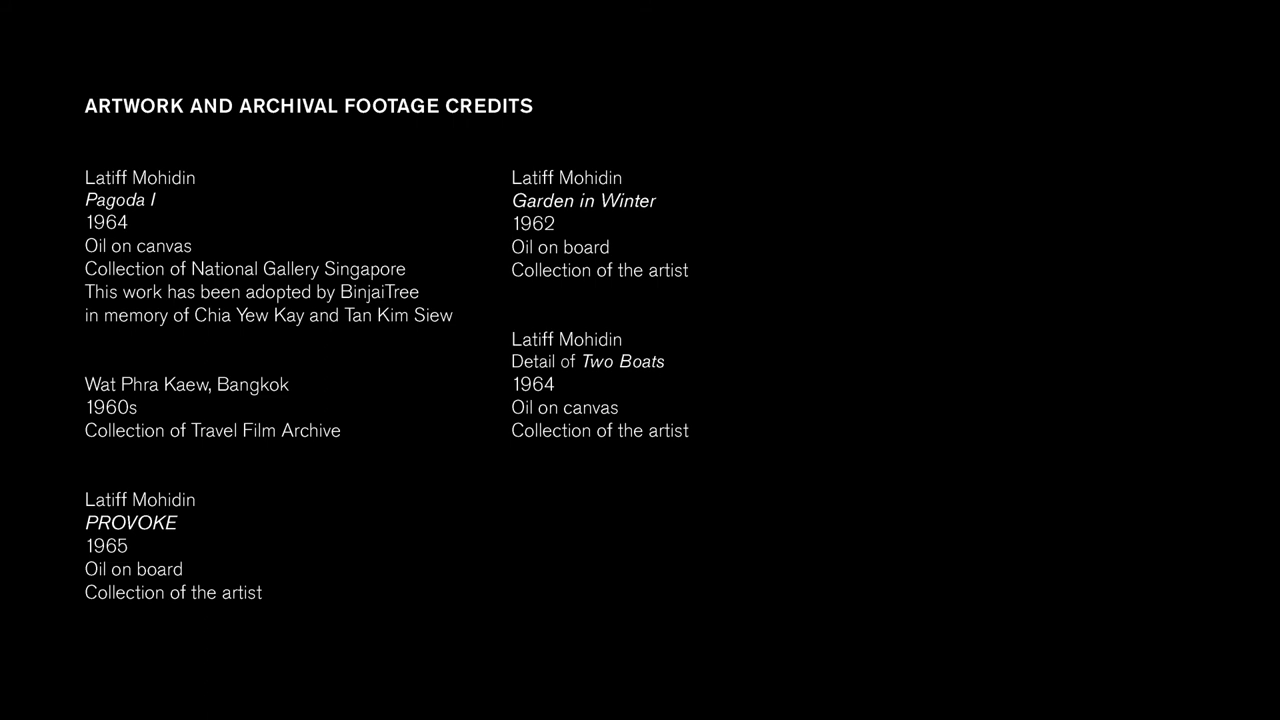 ARTWORK AND ARCHIVAL FOOTAGE CREDITS
Latiff Mohidin
Pagoda I
1964
Oil on canvas
Collection of National Gallery Singapore
This work has been adopted by BinjaiTree
in memory of Chia Yew Kay and Tan Kim Siew
Wat Phra Kaew, Bangkok
1960s
Collection of Travel Film Archive
Latiff Mohidin
PROVOKE
1965
Oil on board
Collection of the artist
Latiff Mohidin
Garden in Winter
1962
Oil on board
Collection of the artist
Latiff Mohidin
Detail of Two Boats
1964
Oil on canvas
Collection of the artist